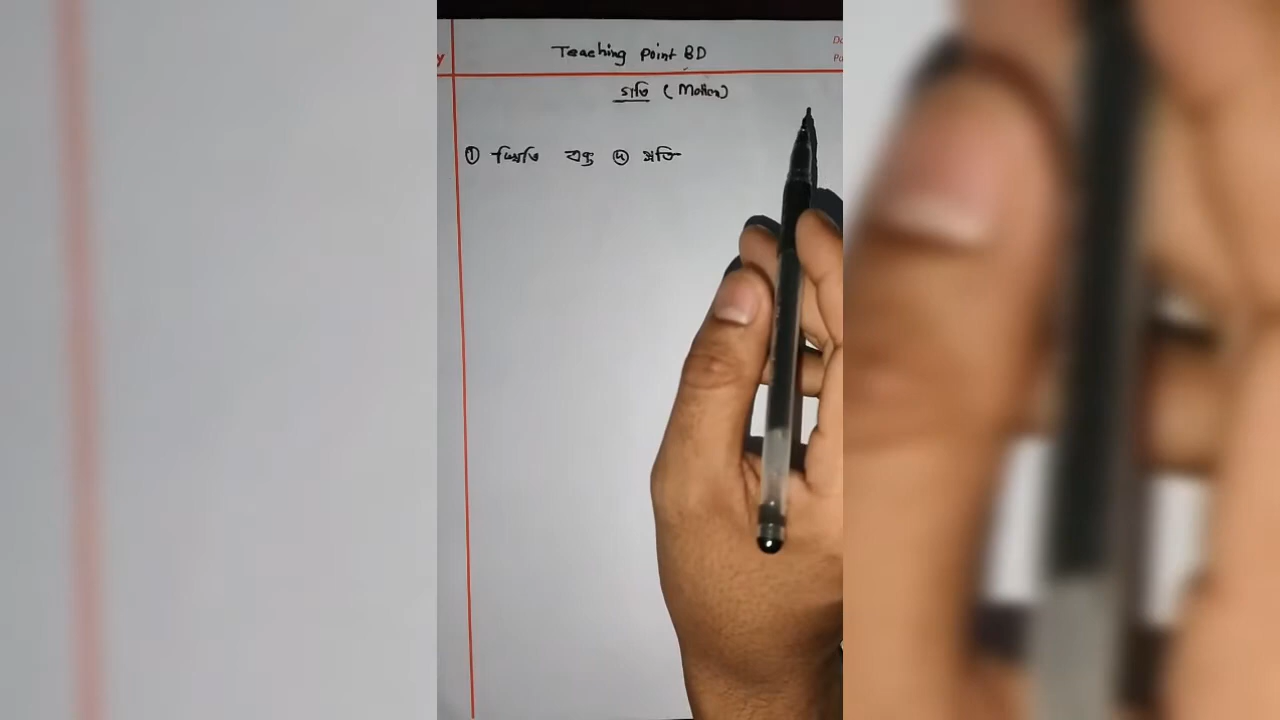 Teaching Point BD
গতি (Motion)
① স্থিতি বস্তু ② গতি